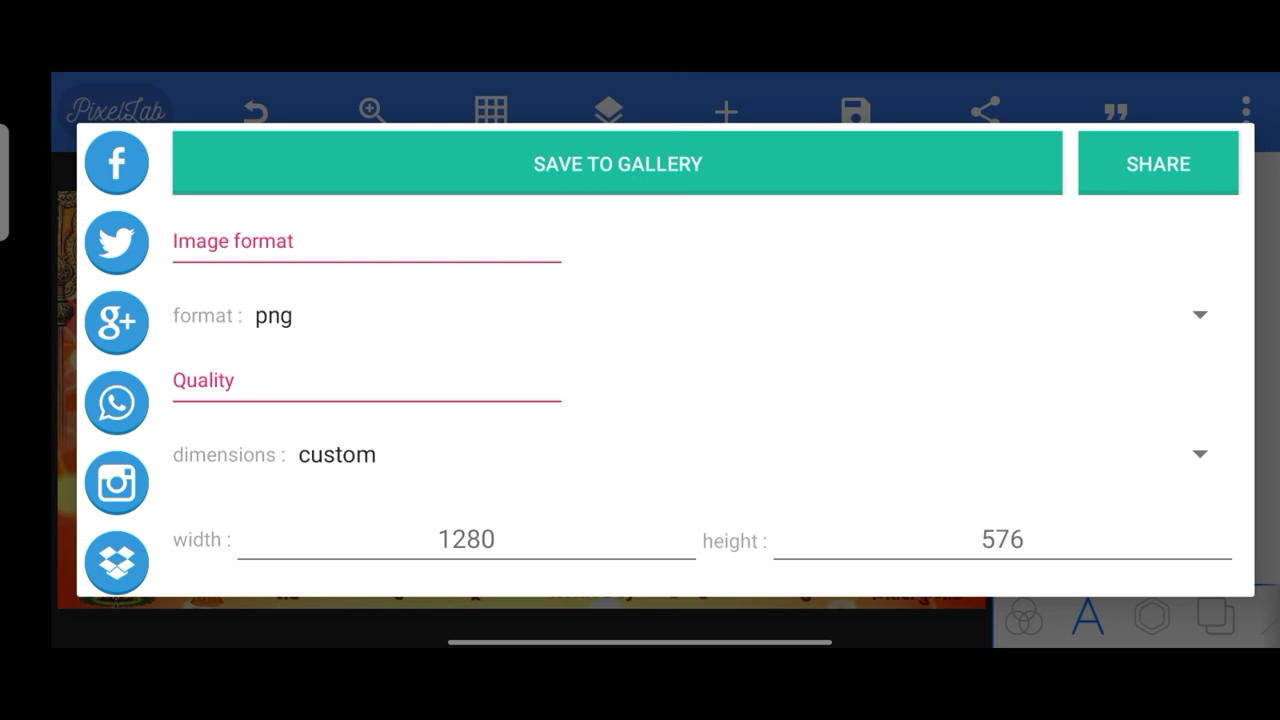 PixelLab
SAVE TO GALLERY
SHARE
Image format
format : png
Quality
dimensions : custom
width : 1280 height : 576